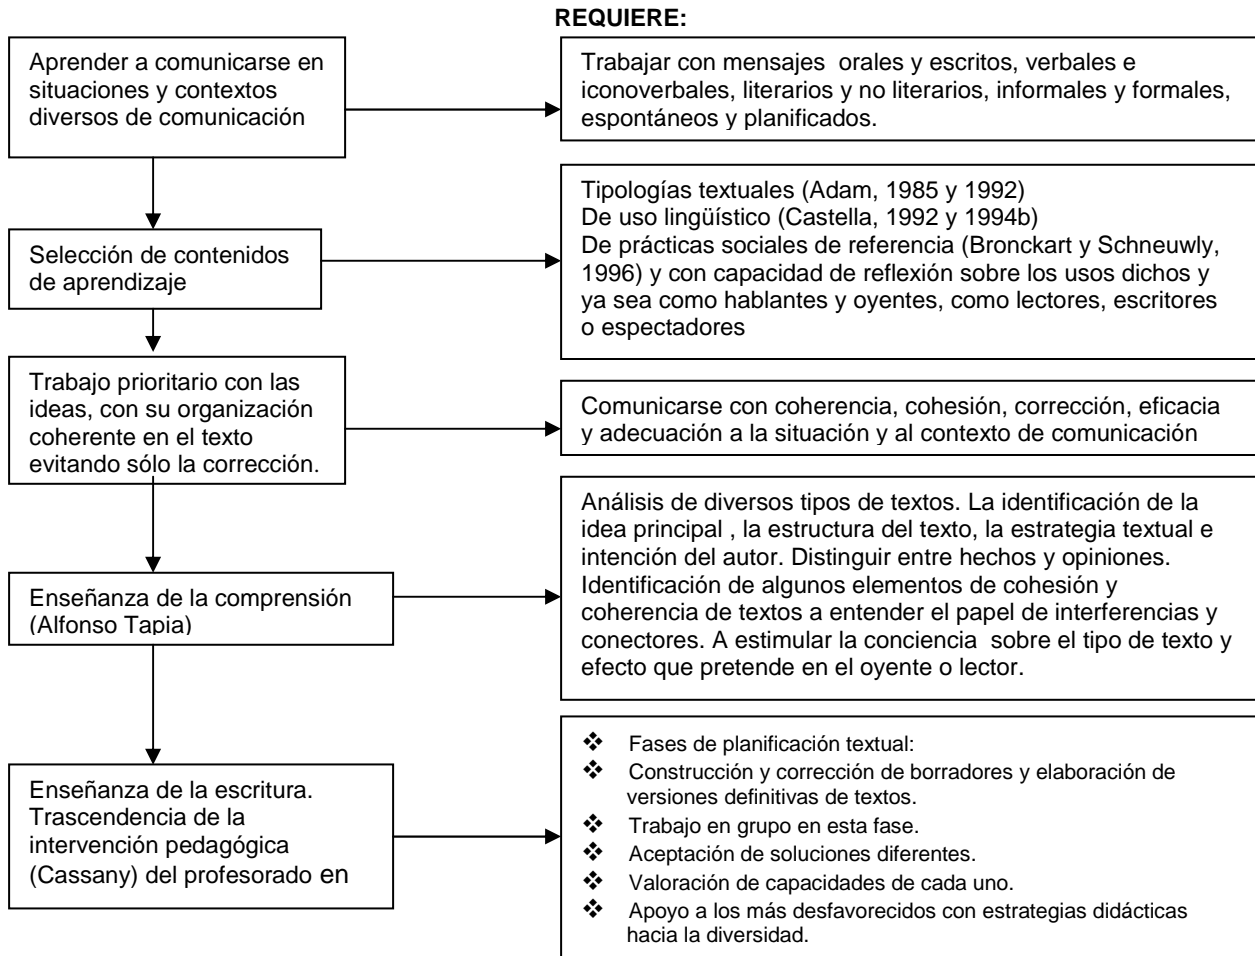 REQUIERE:
Aprender a comunicarse en
situaciones y contextos
diversos de comunicación
Trabajar con mensajes orales y escritos, verbales e
iconoverbales, literarios y no literarios, informales y formales,
espontáneos y planificados.
Selección de contenidos
de aprendizaje
Tipologías textuales (Adam, 1985 y 1992)
De uso lingüístico (Castella, 1992 y 1994b)
De prácticas sociales de referencia (Bronckart y Schneuwly,
1996) y con capacidad de reflexión sobre los usos dichos y
ya sea como hablantes y oyentes, como lectores, escritores
o espectadores
Trabajo prioritario con las
ideas, con su organización
coherente en el texto
evitando sólo la corrección.
Comunicarse con coherencia, cohesión, corrección, eficacia
y adecuación a la situación y al contexto de comunicación
Enseñanza de la comprensión
(Alfonso Tapia)
Análisis de diversos tipos de textos. La identificación de la
idea principal , la estructura del texto, la estrategia textual e
intención del autor. Distinguir entre hechos y opiniones.
Identificación de algunos elementos de cohesión y
coherencia de textos a entender el papel de interferencias y
conectores. A estimular la conciencia sobre el tipo de texto y
efecto que pretende en el oyente o lector.
Enseñanza de la escritura.
Trascendencia de la
intervención pedagógica
(Cassany) del profesorado en
❖ Fases de planificación textual:
❖ Construcción y corrección de borradores y elaboración de
versiones definitivas de textos.
❖ Trabajo en grupo en esta fase.
❖ Aceptación de soluciones diferentes.
❖ Valoración de capacidades de cada uno.
❖ Apoyo a los más desfavorecidos con estrategias didácticas
hacia la diversidad.